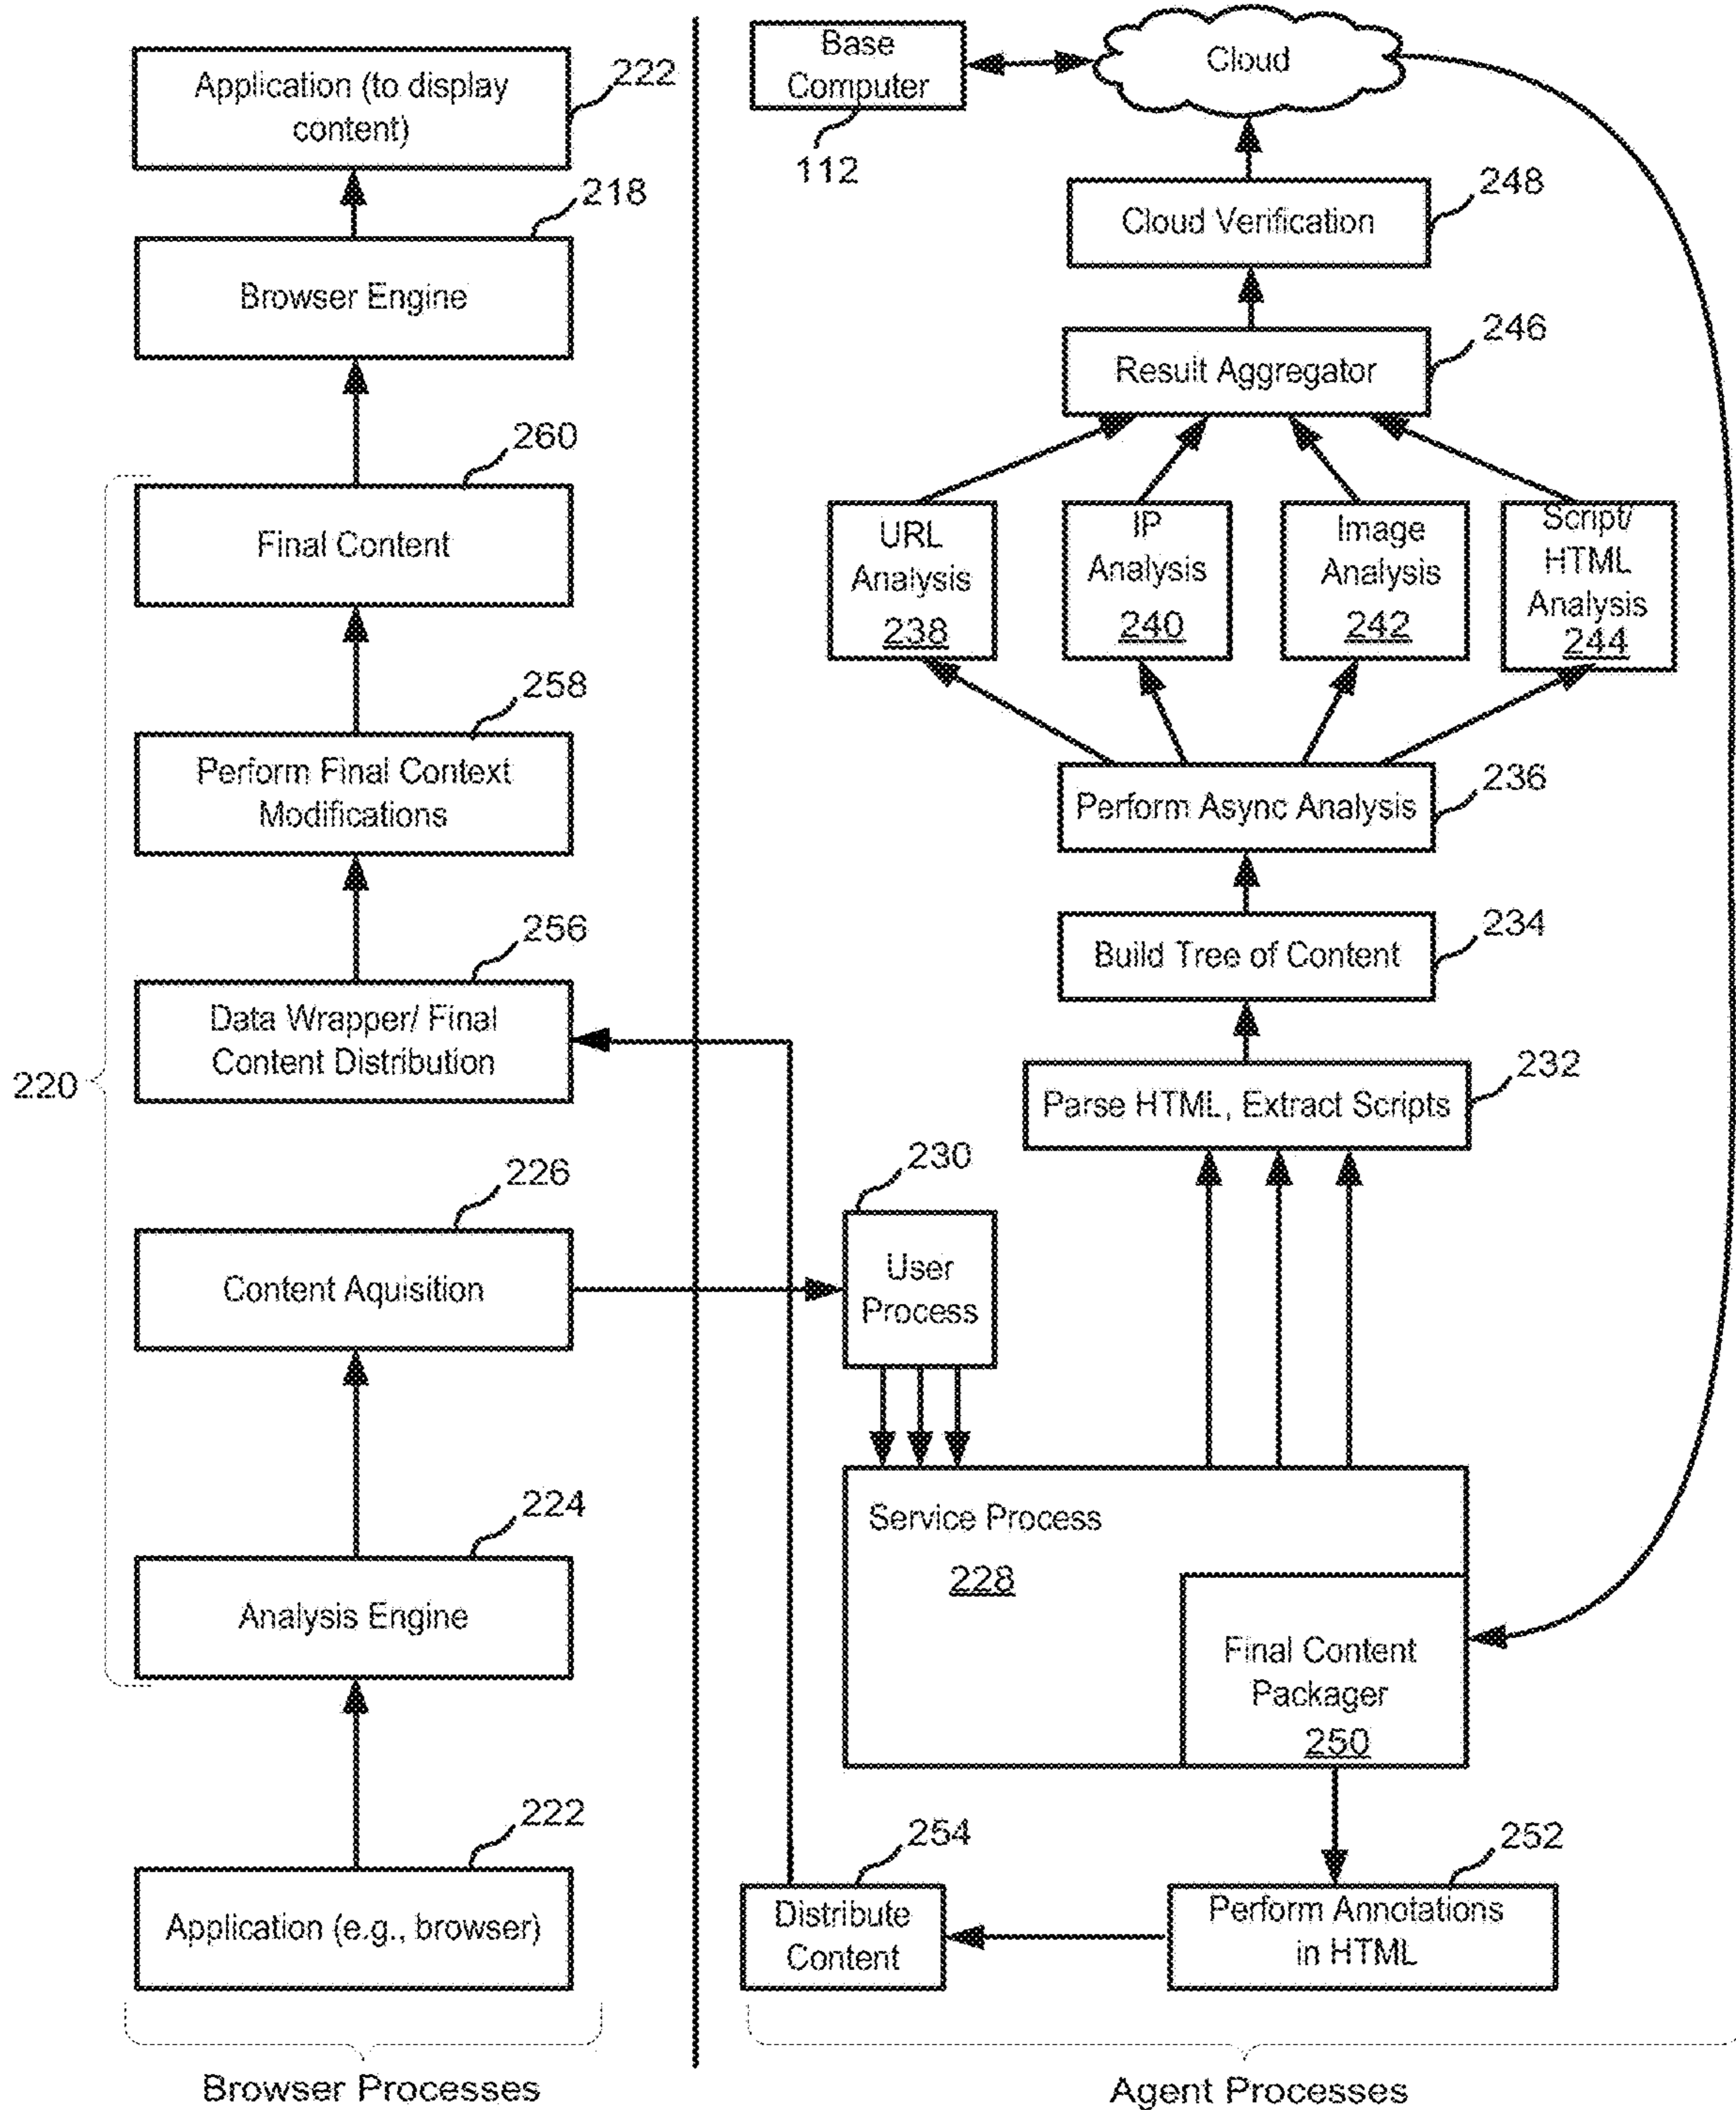 Application (to display
content)
222
218
Browser Engine
260
Final Content
258
Perform Final Context
Modifications
256
Data Wrapper/ Final
Content Distribution
220
226
Content Aquisition
224
Analysis Engine
222
Application (e.g., browser)
Browser Processes
Base
Computer
112
Cloud
248
Cloud Verification
246
Result Aggregator
URL
Analysis
238
IP
Analysis
240
Image
Analysis
242
Script/
HTML
Analysis
244
236
Perform Async Analysis
234
Build Tree of Content
232
Parse HTML, Extract Scripts
230
User
Process
Service Process
228
Final Content
Packager
250
254
Distribute
Content
252
Perform Annotations
in HTML
Agent Processes